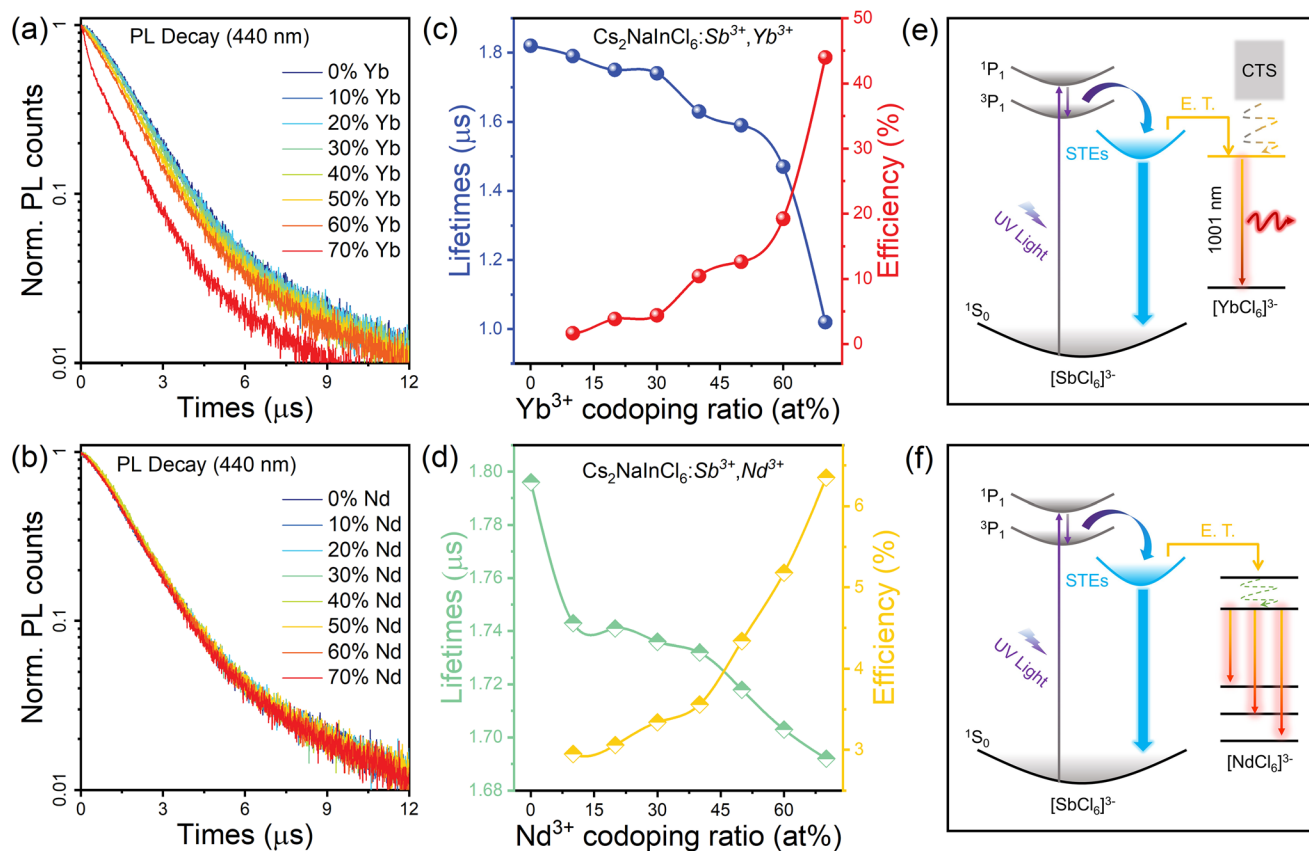 (a)
PL Decay (440 nm)
0% Yb
10% Yb
20% Yb
30% Yb
40% Yb
50% Yb
60% Yb
70% Yb
Norm. PL counts
1
0.1
0.01
0 3 6 9 12
Times (μs)
(c)
Cs₂NaInCl₆:Sb³⁺,Yb³⁺
Lifetimes (μs)
1.8
1.6
1.4
1.2
1.0
Efficiency (%)
50
40
30
20
10
0
0 15 30 45 60
Yb³⁺ codoping ratio (at%)
(e)
¹P₁
³P₁
STEs
E. T.
CTS
UV Light
1001 nm
¹S₀
[SbCl₆]³⁻
[YbCl₆]³⁻
(b)
PL Decay (440 nm)
0% Nd
10% Nd
20% Nd
30% Nd
40% Nd
50% Nd
60% Nd
70% Nd
Norm. PL counts
1
0.1
0.01
0 3 6 9 12
Times (μs)
(d)
Cs₂NaInCl₆:Sb³⁺,Nd³⁺
Lifetimes (μs)
1.80
1.78
1.76
1.74
1.72
1.70
1.68
Efficiency (%)
6
5
4
3
0 15 30 45 60
Nd³⁺ codoping ratio (at%)
(f)
¹P₁
³P₁
STEs
E. T.
UV Light
¹S₀
[SbCl₆]³⁻
[NdCl₆]³⁻